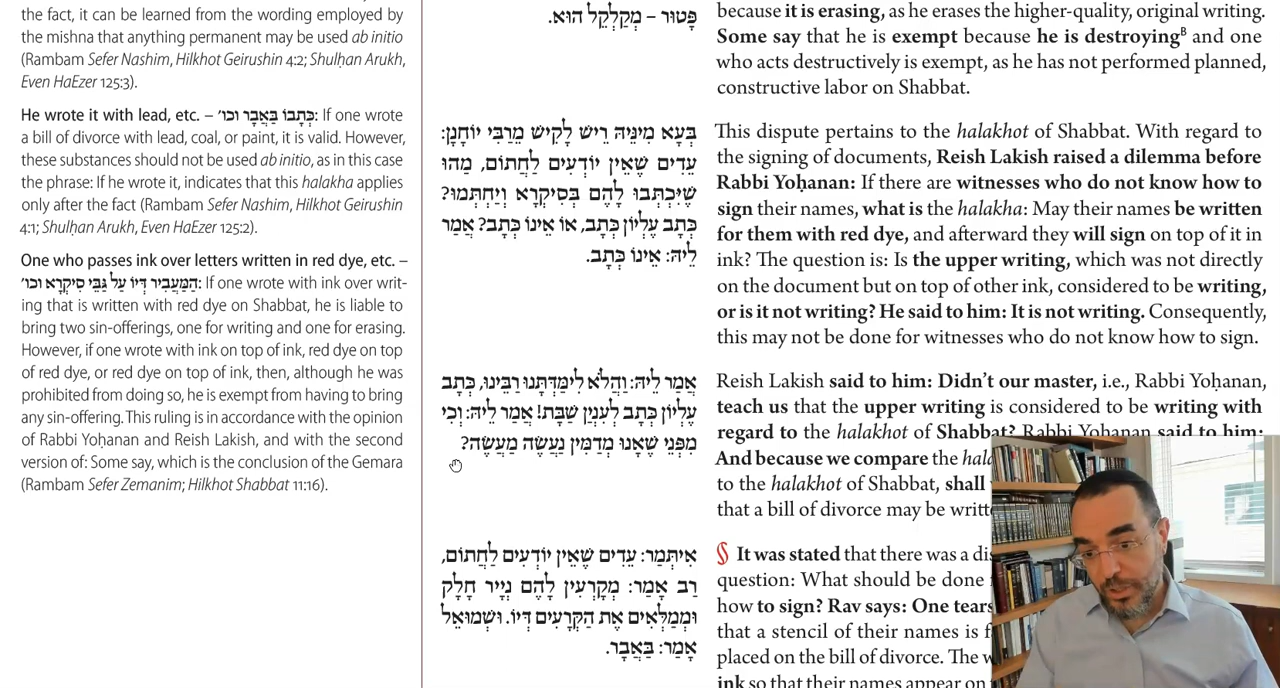 the fact, it can be learned from the wording employed by
the mishna that anything permanent may be used ab initio
(Rambam Sefer Nashim, Hilkhot Geirushin 4:2; Shulḥan Arukh,
Even HaEzer 125:3).
He wrote it with lead, etc. – כְּתָבוֹ בַּאֲבָר וכו׳: If one wrote
a bill of divorce with lead, coal, or paint, it is valid. However,
these substances should not be used ab initio, as in this case
the phrase: If he wrote it, indicates that this halakha applies
only after the fact (Rambam Sefer Nashim, Hilkhot Geirushin
4:1; Shulḥan Arukh, Even HaEzer 125:2).
One who passes ink over letters written in red dye, etc. –
הַמַּעֲבִיר דְּיוֹ עַל גַּבֵּי סִיקְרָא וכו׳: If one wrote with ink over writ-
ing that is written with red dye on Shabbat, he is liable to
bring two sin-offerings, one for writing and one for erasing.
However, if one wrote with ink on top of ink, red dye on top
of red dye, or red dye on top of ink, then, although he was
prohibited from doing so, he is exempt from having to bring
any sin-offering. This ruling is in accordance with the opinion
of Rabbi Yoḥanan and Reish Lakish, and with the second
version of: Some say, which is the conclusion of the Gemara
(Rambam Sefer Zemanim; Hilkhot Shabbat 11:16).
פָּטוּר – מְקַלְקֵל הוּא.
בְּעָא מִינֵּיהּ רֵישׁ לָקִישׁ מֵרַבִּי יוֹחָנָן:
עֵדִים שֶׁאֵין יוֹדְעִים לַחְתּוֹם, מַהוּ
שֶׁיִּכְתְּבוּ לָהֶם בְּסִיקְרָא וְיַחְתְּמוּ?
כְּתָב עֶלְיוֹן כְּתָב, אוֹ אֵינוֹ כְּתָב? אֲמַר
לֵיהּ: אֵינוֹ כְּתָב.
אֲמַר לֵיהּ: וַהֲלֹא לִימַּדְתָּנוּ רַבֵּינוּ, כְּתָב
עֶלְיוֹן כְּתָב לְעִנְיַן שַׁבָּת! אֲמַר לֵיהּ: וְכִי
מִפְּנֵי שֶׁאָנוּ מְדַמִּין נַעֲשֶׂה מַעֲשֶׂה?
אִיתְּמַר: עֵדִים שֶׁאֵין יוֹדְעִים לַחְתּוֹם,
רַב אָמַר: מְקָרְעִין לָהֶם נְיָיר חָלָק
וּמְמַלְּאִים אֶת הַקְּרָעִים דְּיוֹ. וּשְׁמוּאֵל
אָמַר: בַּאֲבָר.
because it is erasing, as he erases the higher-quality, original writing.
Some say that he is exempt because he is destroyingᴮ and one
who acts destructively is exempt, as he has not performed planned,
constructive labor on Shabbat.
This dispute pertains to the halakhot of Shabbat. With regard to
the signing of documents, Reish Lakish raised a dilemma before
Rabbi Yoḥanan: If there are witnesses who do not know how to
sign their names, what is the halakha: May their names be written
for them with red dye, and afterward they will sign on top of it in
ink? The question is: Is the upper writing, which was not directly
on the document but on top of other ink, considered to be writing,
or is it not writing? He said to him: It is not writing. Consequently,
this may not be done for witnesses who do not know how to sign.
Reish Lakish said to him: Didn't our master, i.e., Rabbi Yoḥanan,
teach us that the upper writing is considered to be writing with
regard to the halakhot of Shabbat? Rabbi Yoḥanan said to him:
And because we compare the
to the halakhot of Shabbat, shall
that a bill of divorce may be
§ It was stated that there was a
question: What should be done
how to sign? Rav says: One tears
that a stencil of their names is
placed on the bill of divorce. The
ink so that their names appear on